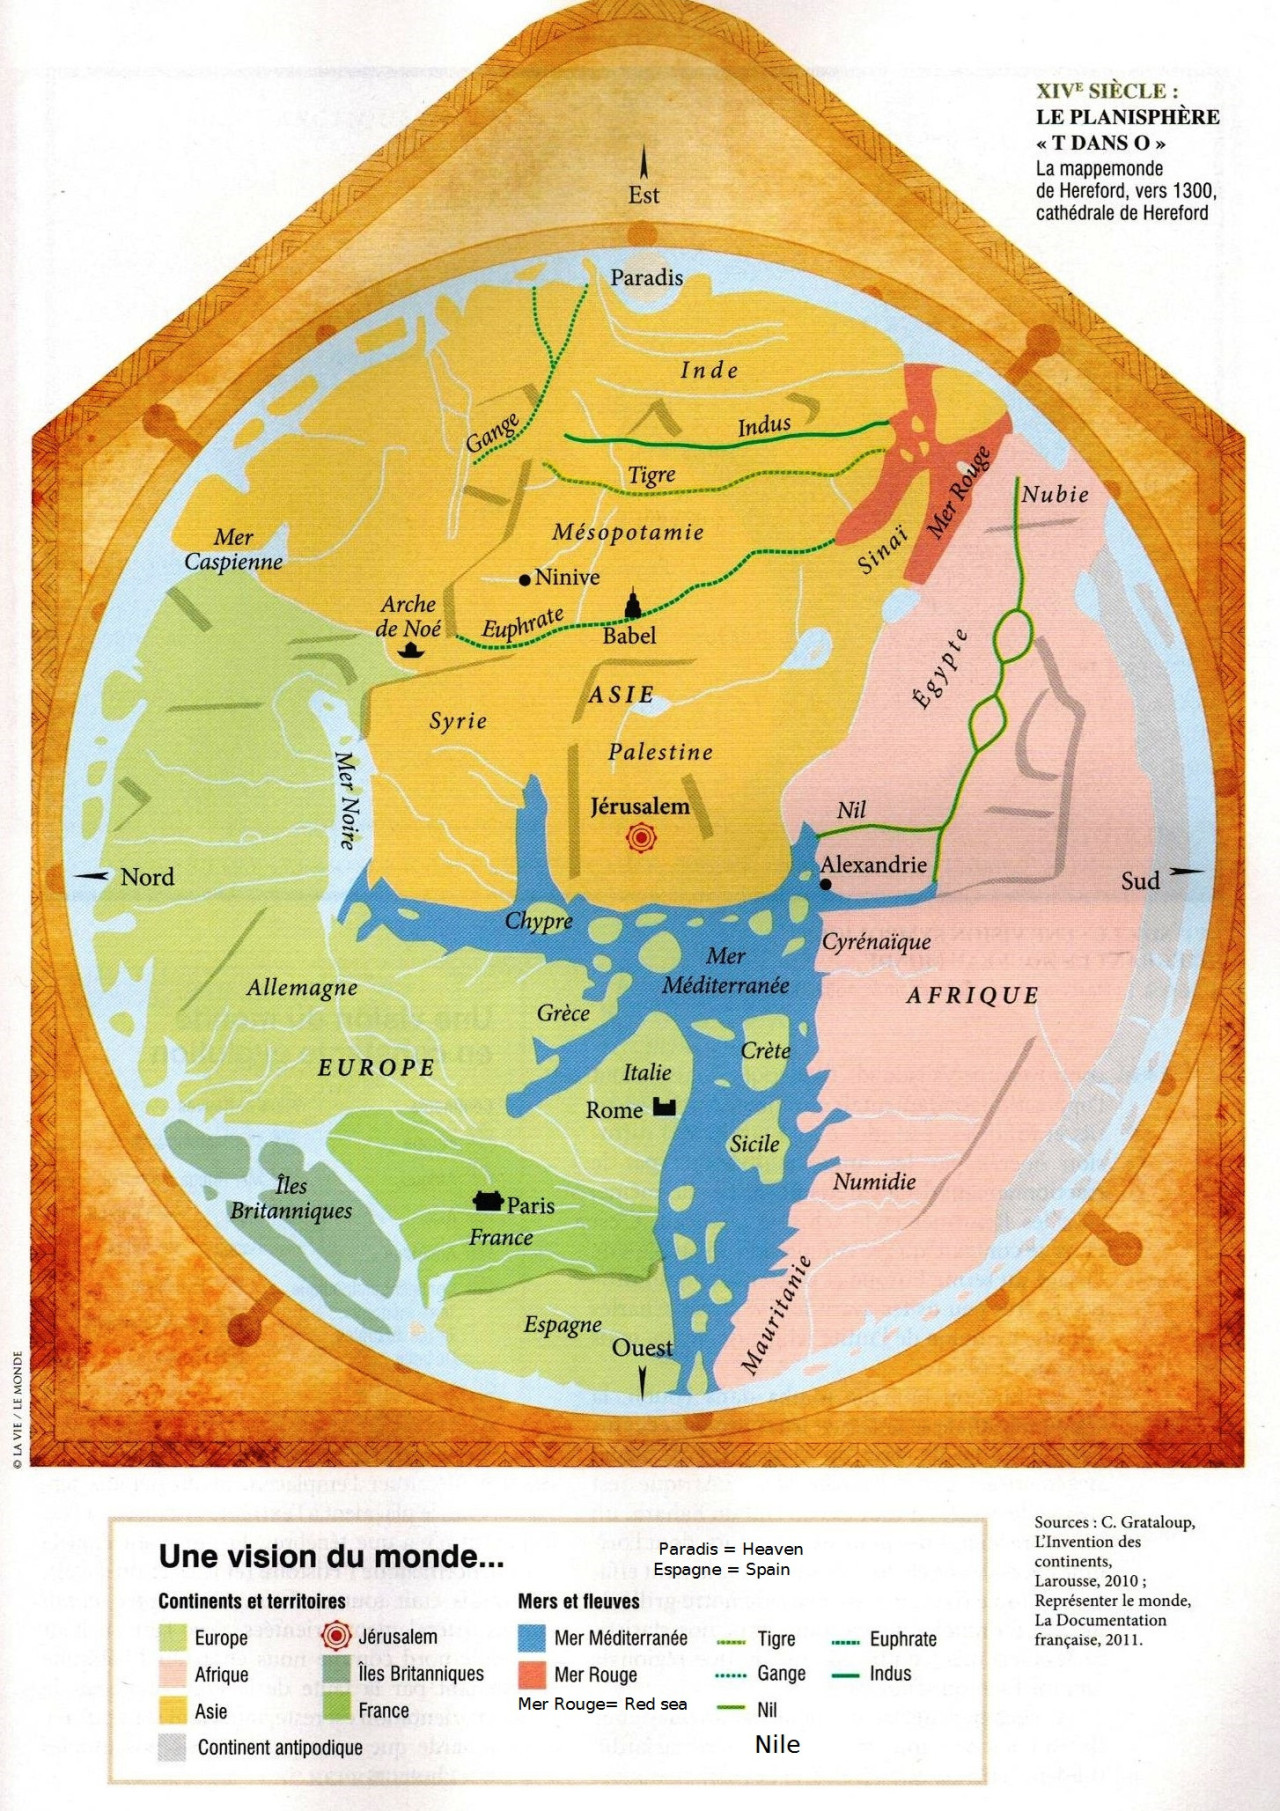 XIVE SIÈCLE :
LE PLANISPHÈRE
« T DANS O »
La mappemonde
de Hereford, vers 1300,
cathédrale de Hereford
Est
Paradis
Inde
Gange
Indus
Tigre
Mer Rouge
Nubie
Mer
Caspienne
Mésopotamie
Sinaï
Ninive
Arche
de Noé
Euphrate
Babel
Égypte
ASIE
Syrie
Palestine
Mer Noire
Jérusalem
Nil
Nord
Alexandrie
Sud
Chypre
Cyrénaïque
Mer
Méditerranée
Allemagne
AFRIQUE
Grèce
Crète
EUROPE
Italie
Rome
Sicile
Îles
Britanniques
Numidie
Paris
France
Mauritanie
Espagne
Ouest
© LA VIE / LE MONDE
Une vision du monde...
Paradis = Heaven
Espagne = Spain
Continents et territoires
Europe
Afrique
Asie
Continent antipodique
Jérusalem
Îles Britanniques
France
Mers et fleuves
Mer Méditerranée
Mer Rouge
Mer Rouge= Red sea
Tigre
Gange
Nil
Nile
Euphrate
Indus
Sources : C. Grataloup,
L'Invention des
continents,
Larousse, 2010 ;
Représenter le monde,
La Documentation
française, 2011.